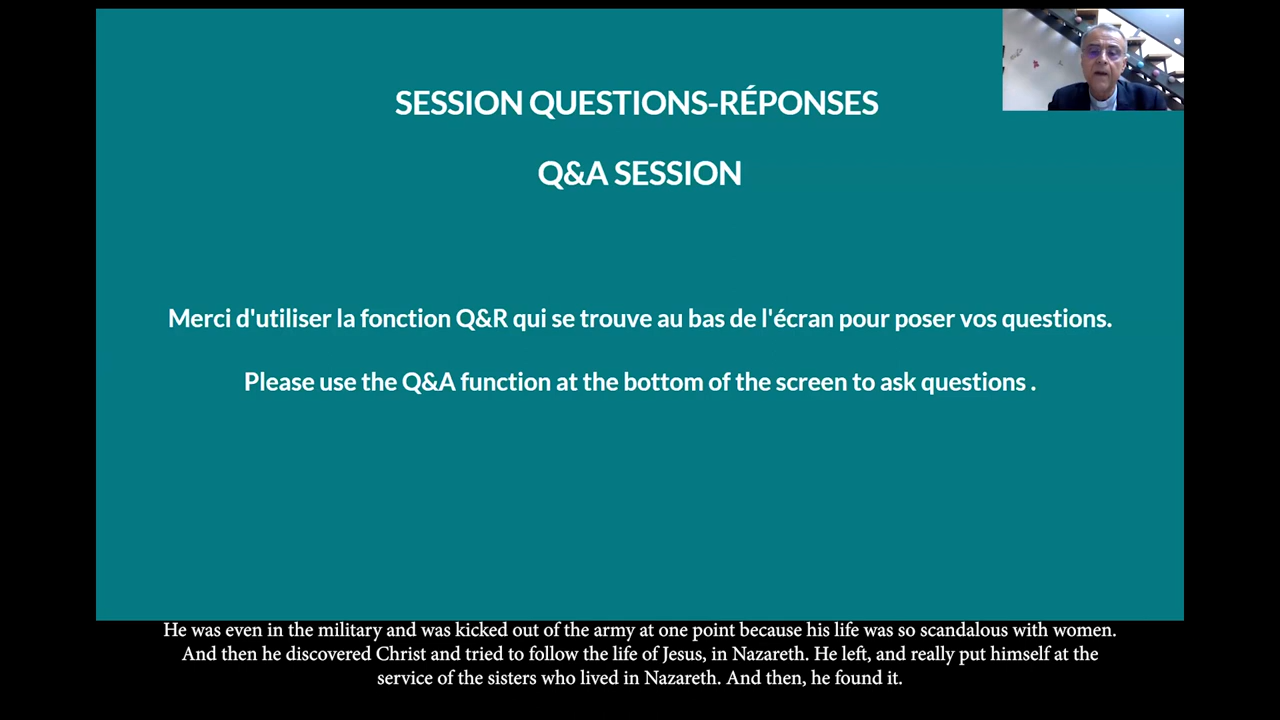 SESSION QUESTIONS-RÉPONSES
Q&A SESSION
Merci d'utiliser la fonction Q&R qui se trouve au bas de l'écran pour poser vos questions.
Please use the Q&A function at the bottom of the screen to ask questions .
He was even in the military and was kicked out of the army at one point because his life was so scandalous with women.
And then he discovered Christ and tried to follow the life of Jesus, in Nazareth. He left, and really put himself at the
service of the sisters who lived in Nazareth. And then, he found it.